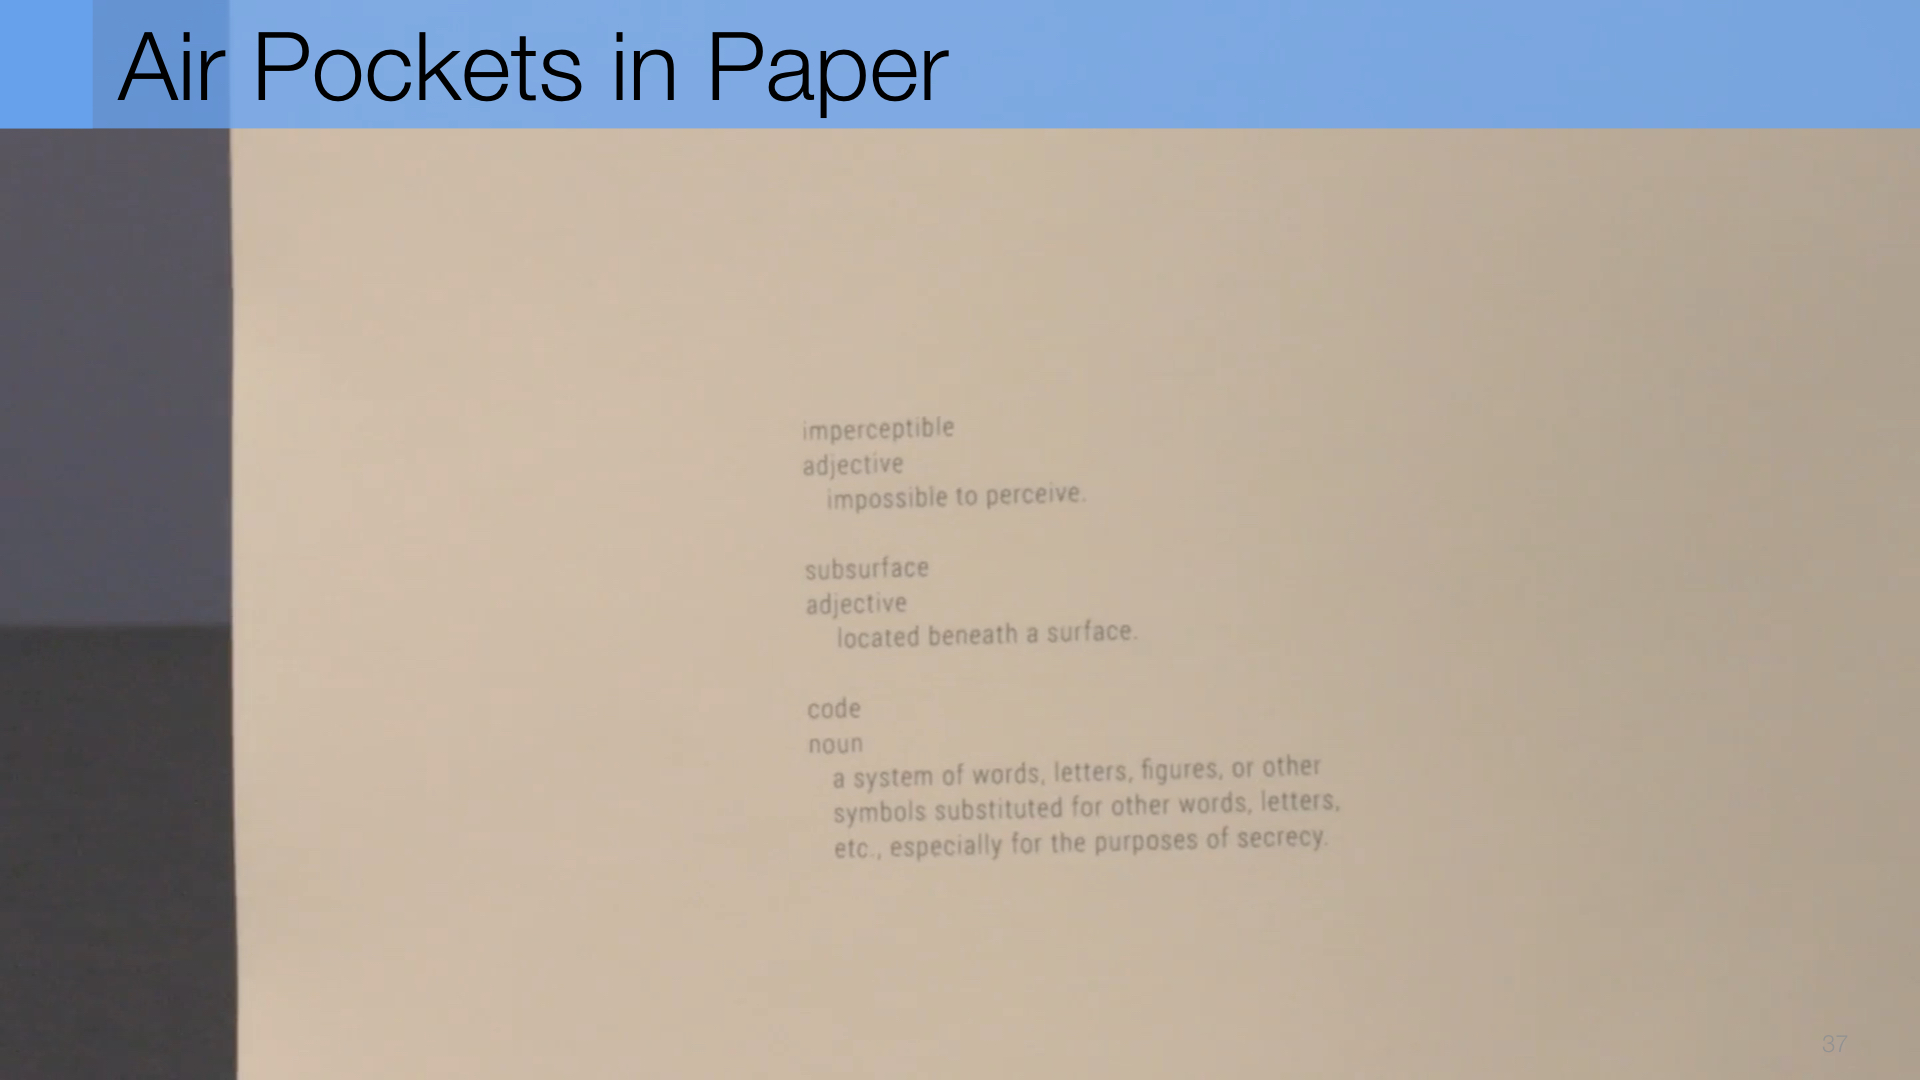 Air Pockets in Paper
imperceptible
adjective
impossible to perceive.
subsurface
adjective
located beneath a surface.
code
noun
a system of words, letters, figures, or other
symbols substituted for other words, letters,
etc., especially for the purposes of secrecy.
37